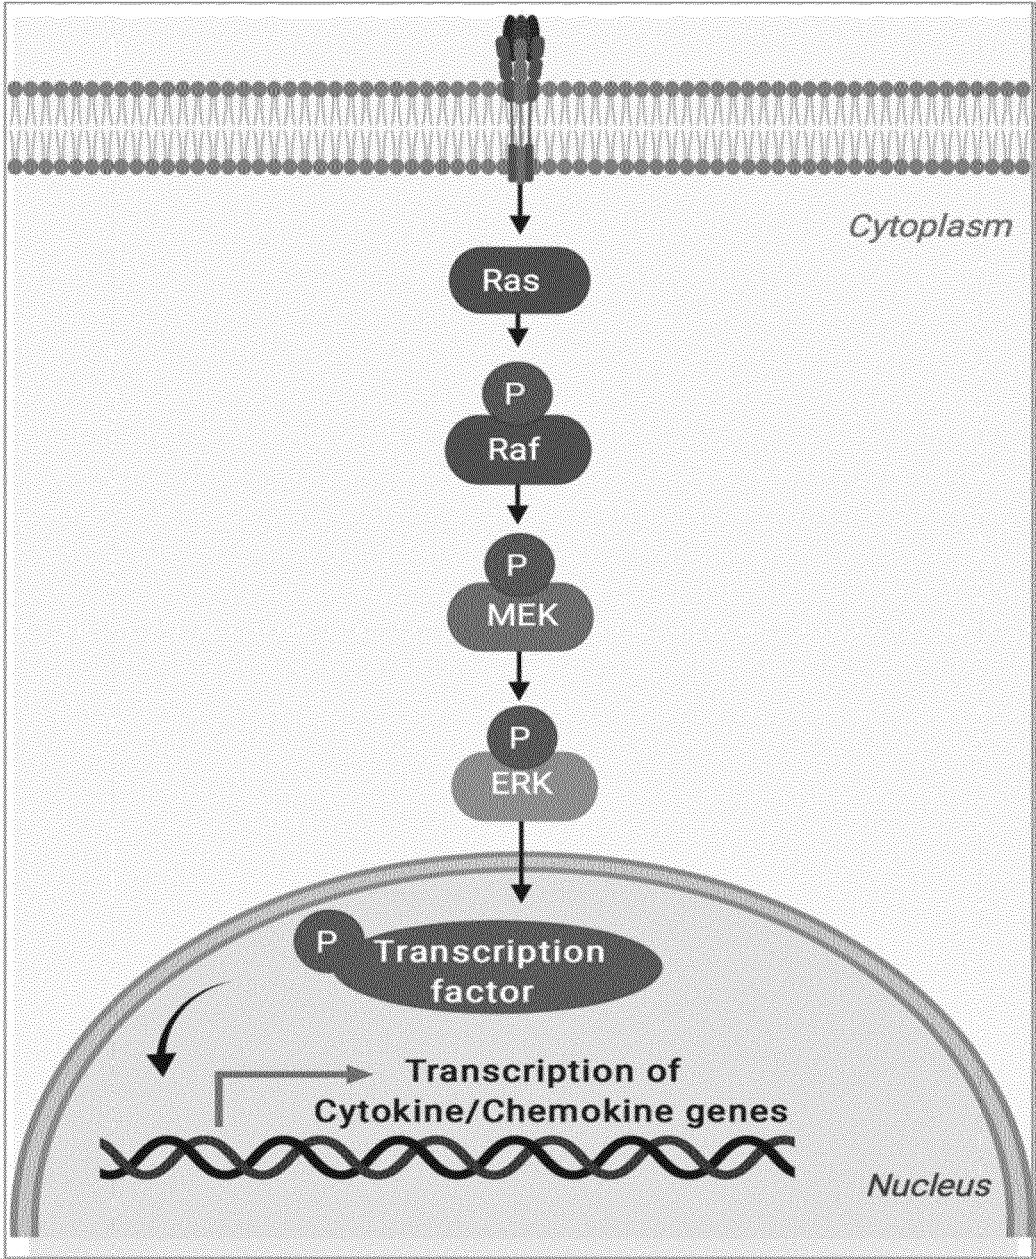 Cytoplasm
Ras
P
Raf
P
MEK
P
ERK
P
Transcription
factor
Transcription of
Cytokine/Chemokine genes
Nucleus